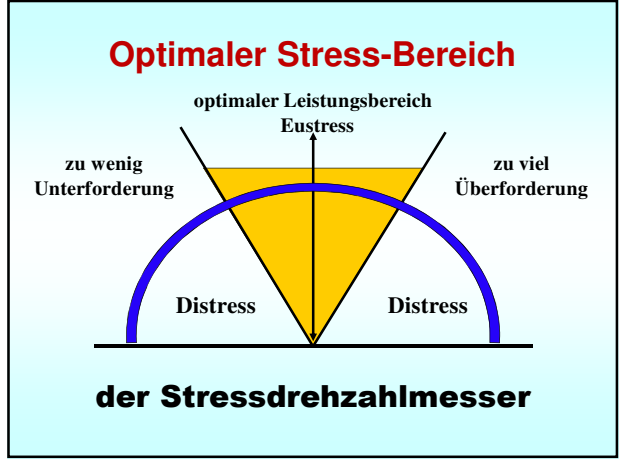 Optimaler Stress-Bereich
optimaler Leistungsbereich
Eustress
zu wenig
Unterforderung
zu viel
Überforderung
Distress
Distress
der Stressdrehzahlmesser